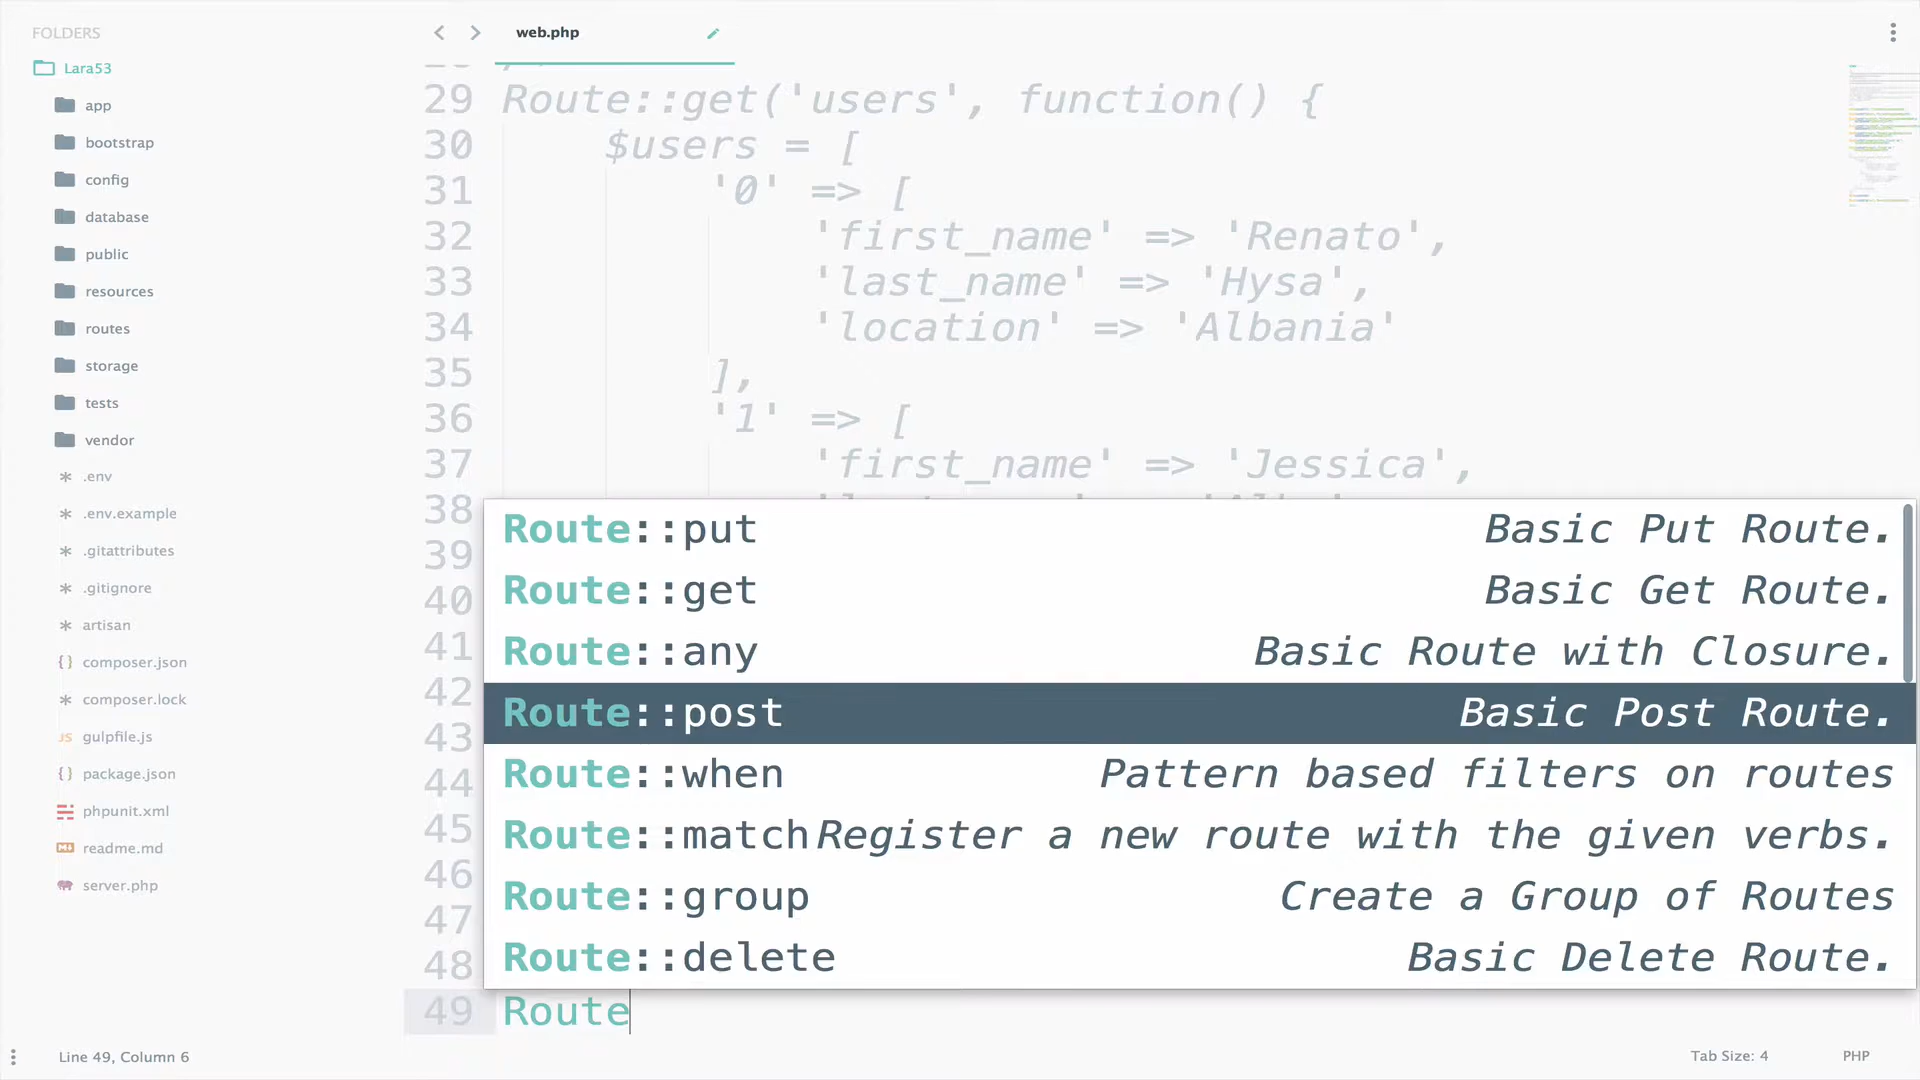 FOLDERS
Lara53
app
bootstrap
config
database
public
resources
routes
storage
tests
vendor
.env
.env.example
.gitattributes
.gitignore
artisan
composer.json
composer.lock
gulpfile.js
package.json
phpunit.xml
readme.md
server.php
web.php
29 Route::get('users', function() {
30 $users = [
31 '0' => [
32 'first_name' => 'Renato',
33 'last_name' => 'Hysa',
34 'location' => 'Albania'
35 ],
36 '1' => [
37 'first_name' => 'Jessica',
38
39
40
41
42
43
44
45
46
47
48
Route::put Basic Put Route.
Route::get Basic Get Route.
Route::any Basic Route with Closure.
Route::post Basic Post Route.
Route::when Pattern based filters on routes
Route::match Register a new route with the given verbs.
Route::group Create a Group of Routes
Route::delete Basic Delete Route.
49 Route
Line 49, Column 6
Tab Size: 4
PHP